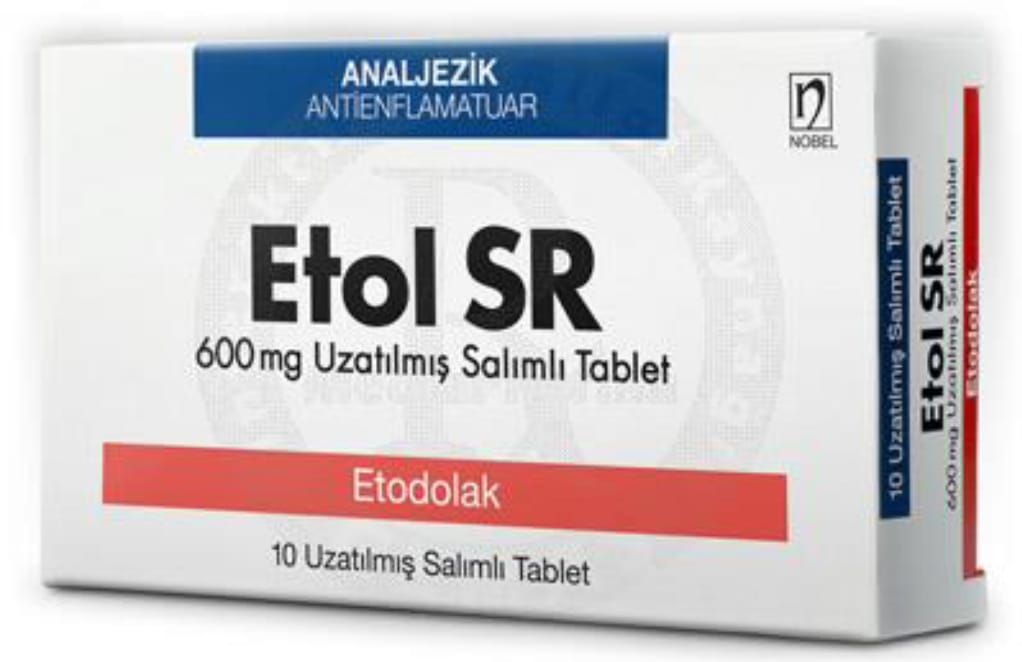 ANALJEZİK
ANTİENFLAMATUAR
NOBEL
Etol SR
600 mg Uzatılmış Salımlı Tablet
Etodolak
10 Uzatılmış Salımlı Tablet
10 Uzatılmış Salımlı Tablet
Etol SR
600 mg Uzatılmış Salımlı Tablet
Etodolak